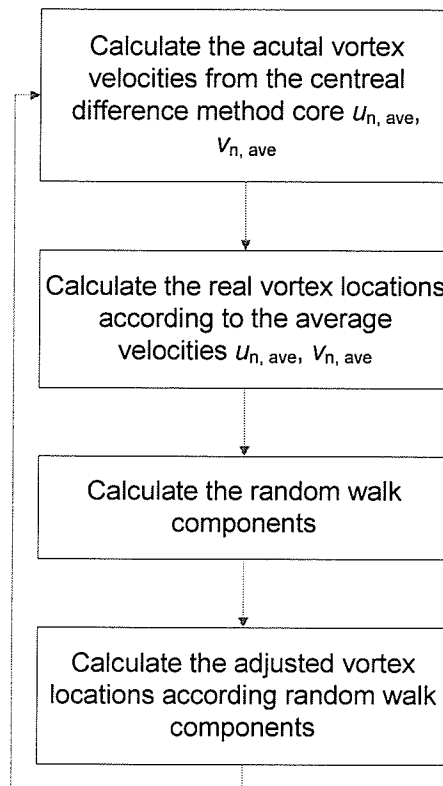 Calculate the acutal vortex
velocities from the centreal
difference method core un, ave,
vn, ave
Calculate the real vortex locations
according to the average
velocities un, ave, vn, ave
Calculate the random walk
components
Calculate the adjusted vortex
locations according random walk
components